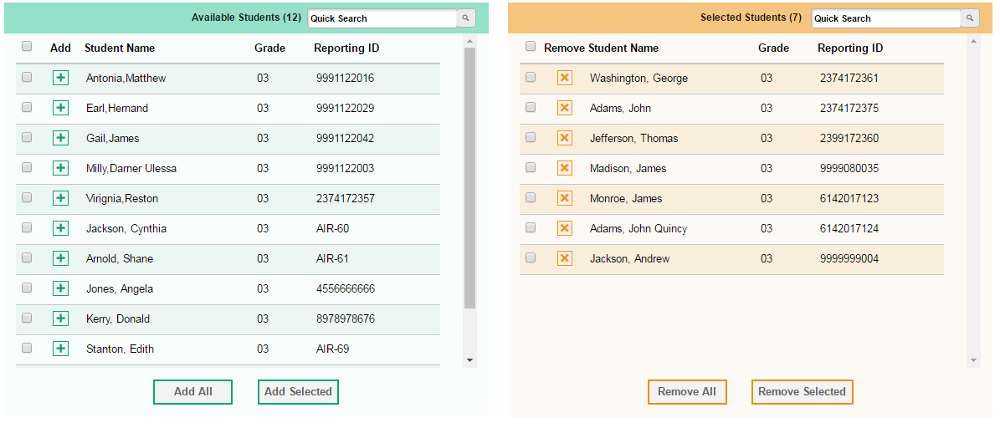 Available Students (12) Quick Search
Add Student Name Grade Reporting ID
Antonia,Matthew 03 9991122016
Earl,Hernand 03 9991122029
Gail,James 03 9991122042
Milly,Darner Ulessa 03 9991122003
Virignia,Reston 03 2374172357
Jackson, Cynthia 03 AIR-60
Arnold, Shane 03 AIR-61
Jones, Angela 03 4556666666
Kerry, Donald 03 8978978676
Stanton, Edith 03 AIR-69
Add All Add Selected
Selected Students (7) Quick Search
Remove Student Name Grade Reporting ID
Washington, George 03 2374172361
Adams, John 03 2374172375
Jefferson, Thomas 03 2399172360
Madison, James 03 9999080035
Monroe, James 03 6142017123
Adams, John Quincy 03 6142017124
Jackson, Andrew 03 9999999004
Remove All Remove Selected